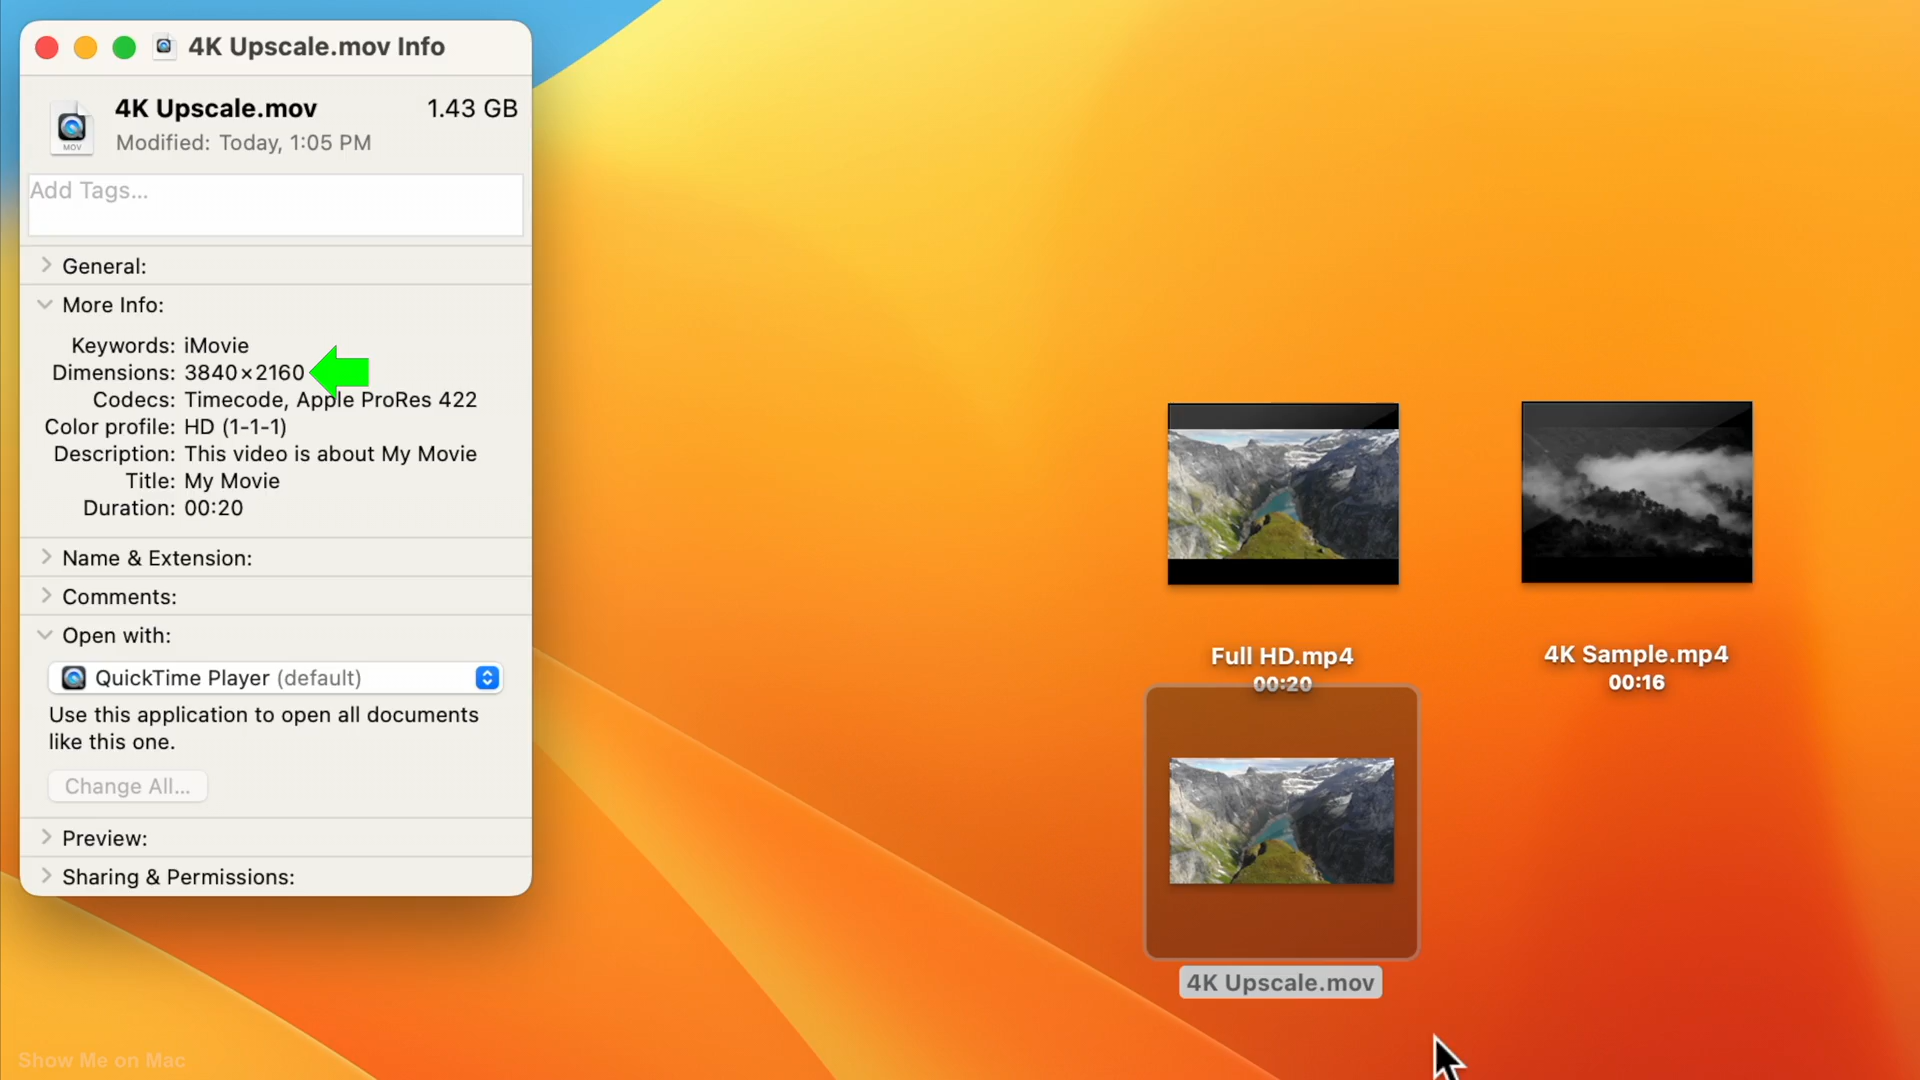 4K Upscale.mov Info
4K Upscale.mov 1.43 GB
Modified: Today, 1:05 PM
MOV
Add Tags...
General:
More Info:
Keywords: iMovie
Dimensions: 3840×2160
Codecs: Timecode, Apple ProRes 422
Color profile: HD (1-1-1)
Description: This video is about My Movie
Title: My Movie
Duration: 00:20
Name & Extension:
Comments:
Open with:
QuickTime Player (default)
Use this application to open all documents
like this one.
Change All...
Preview:
Sharing & Permissions:
Full HD.mp4
00:20
4K Sample.mp4
00:16
4K Upscale.mov
Show Me on Mac